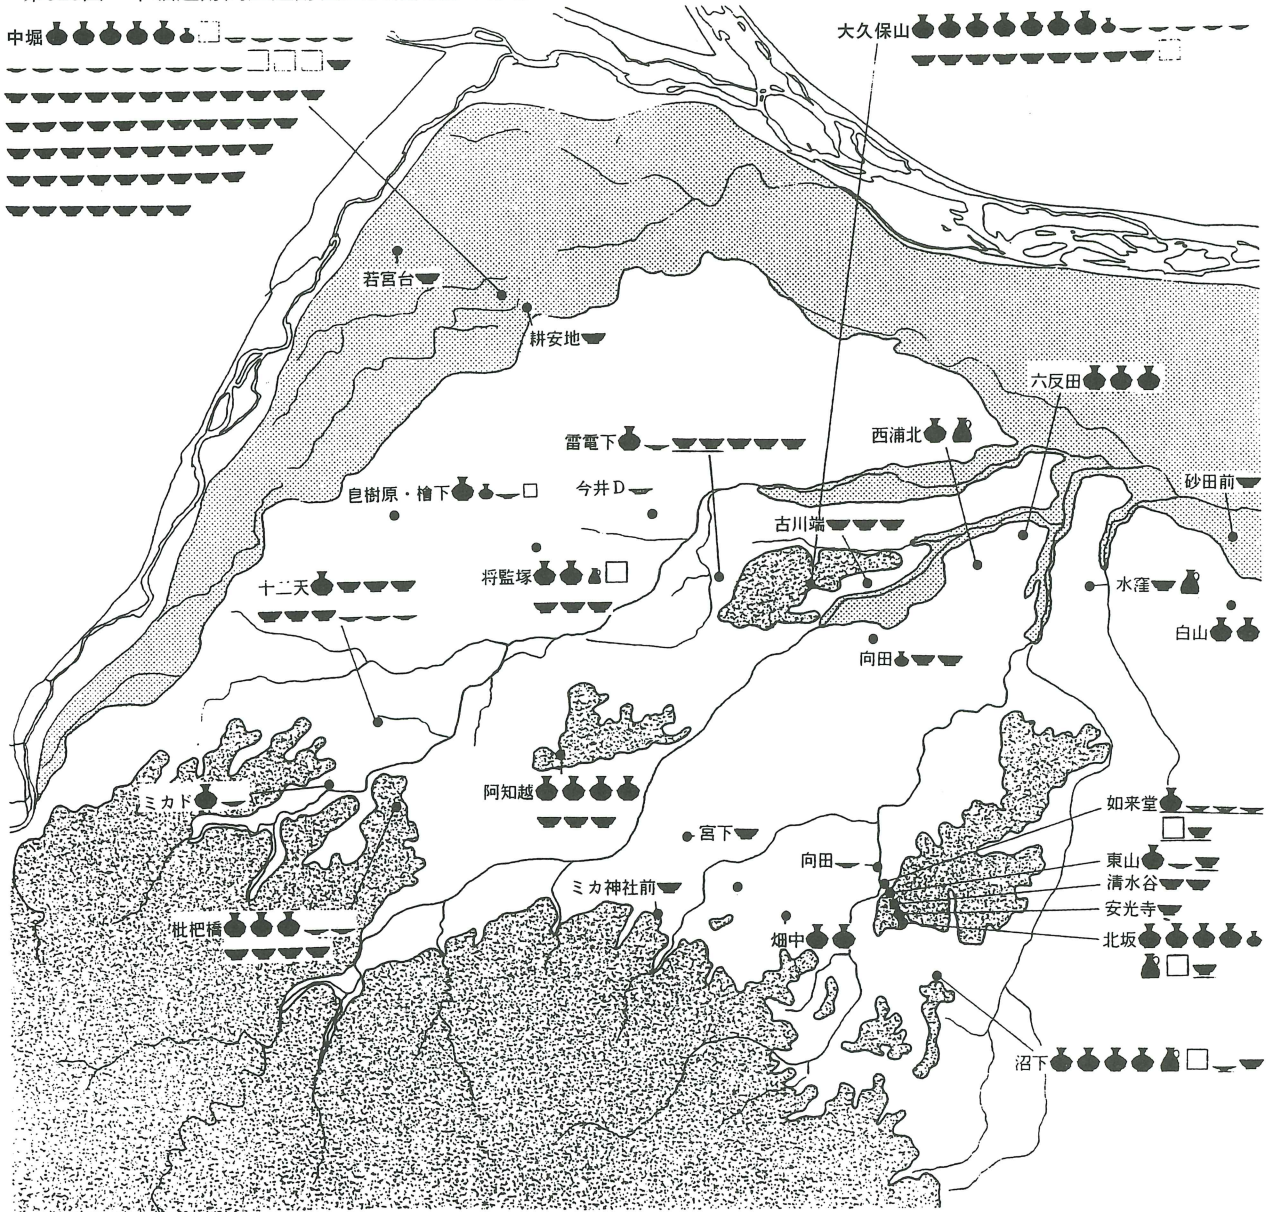 中堀
大久保山
若宮台
耕安地
六反田
雷電下
西浦北
皀樹原・檜下
今井D
砂田前
古川端
将監塚
十二天
水窪
白山
向田
阿知越
ミカド
如来堂
宮下
向田
東山
ミカ神社前
清水谷
安光寺
枇杷橋
畑中
北坂
沼下